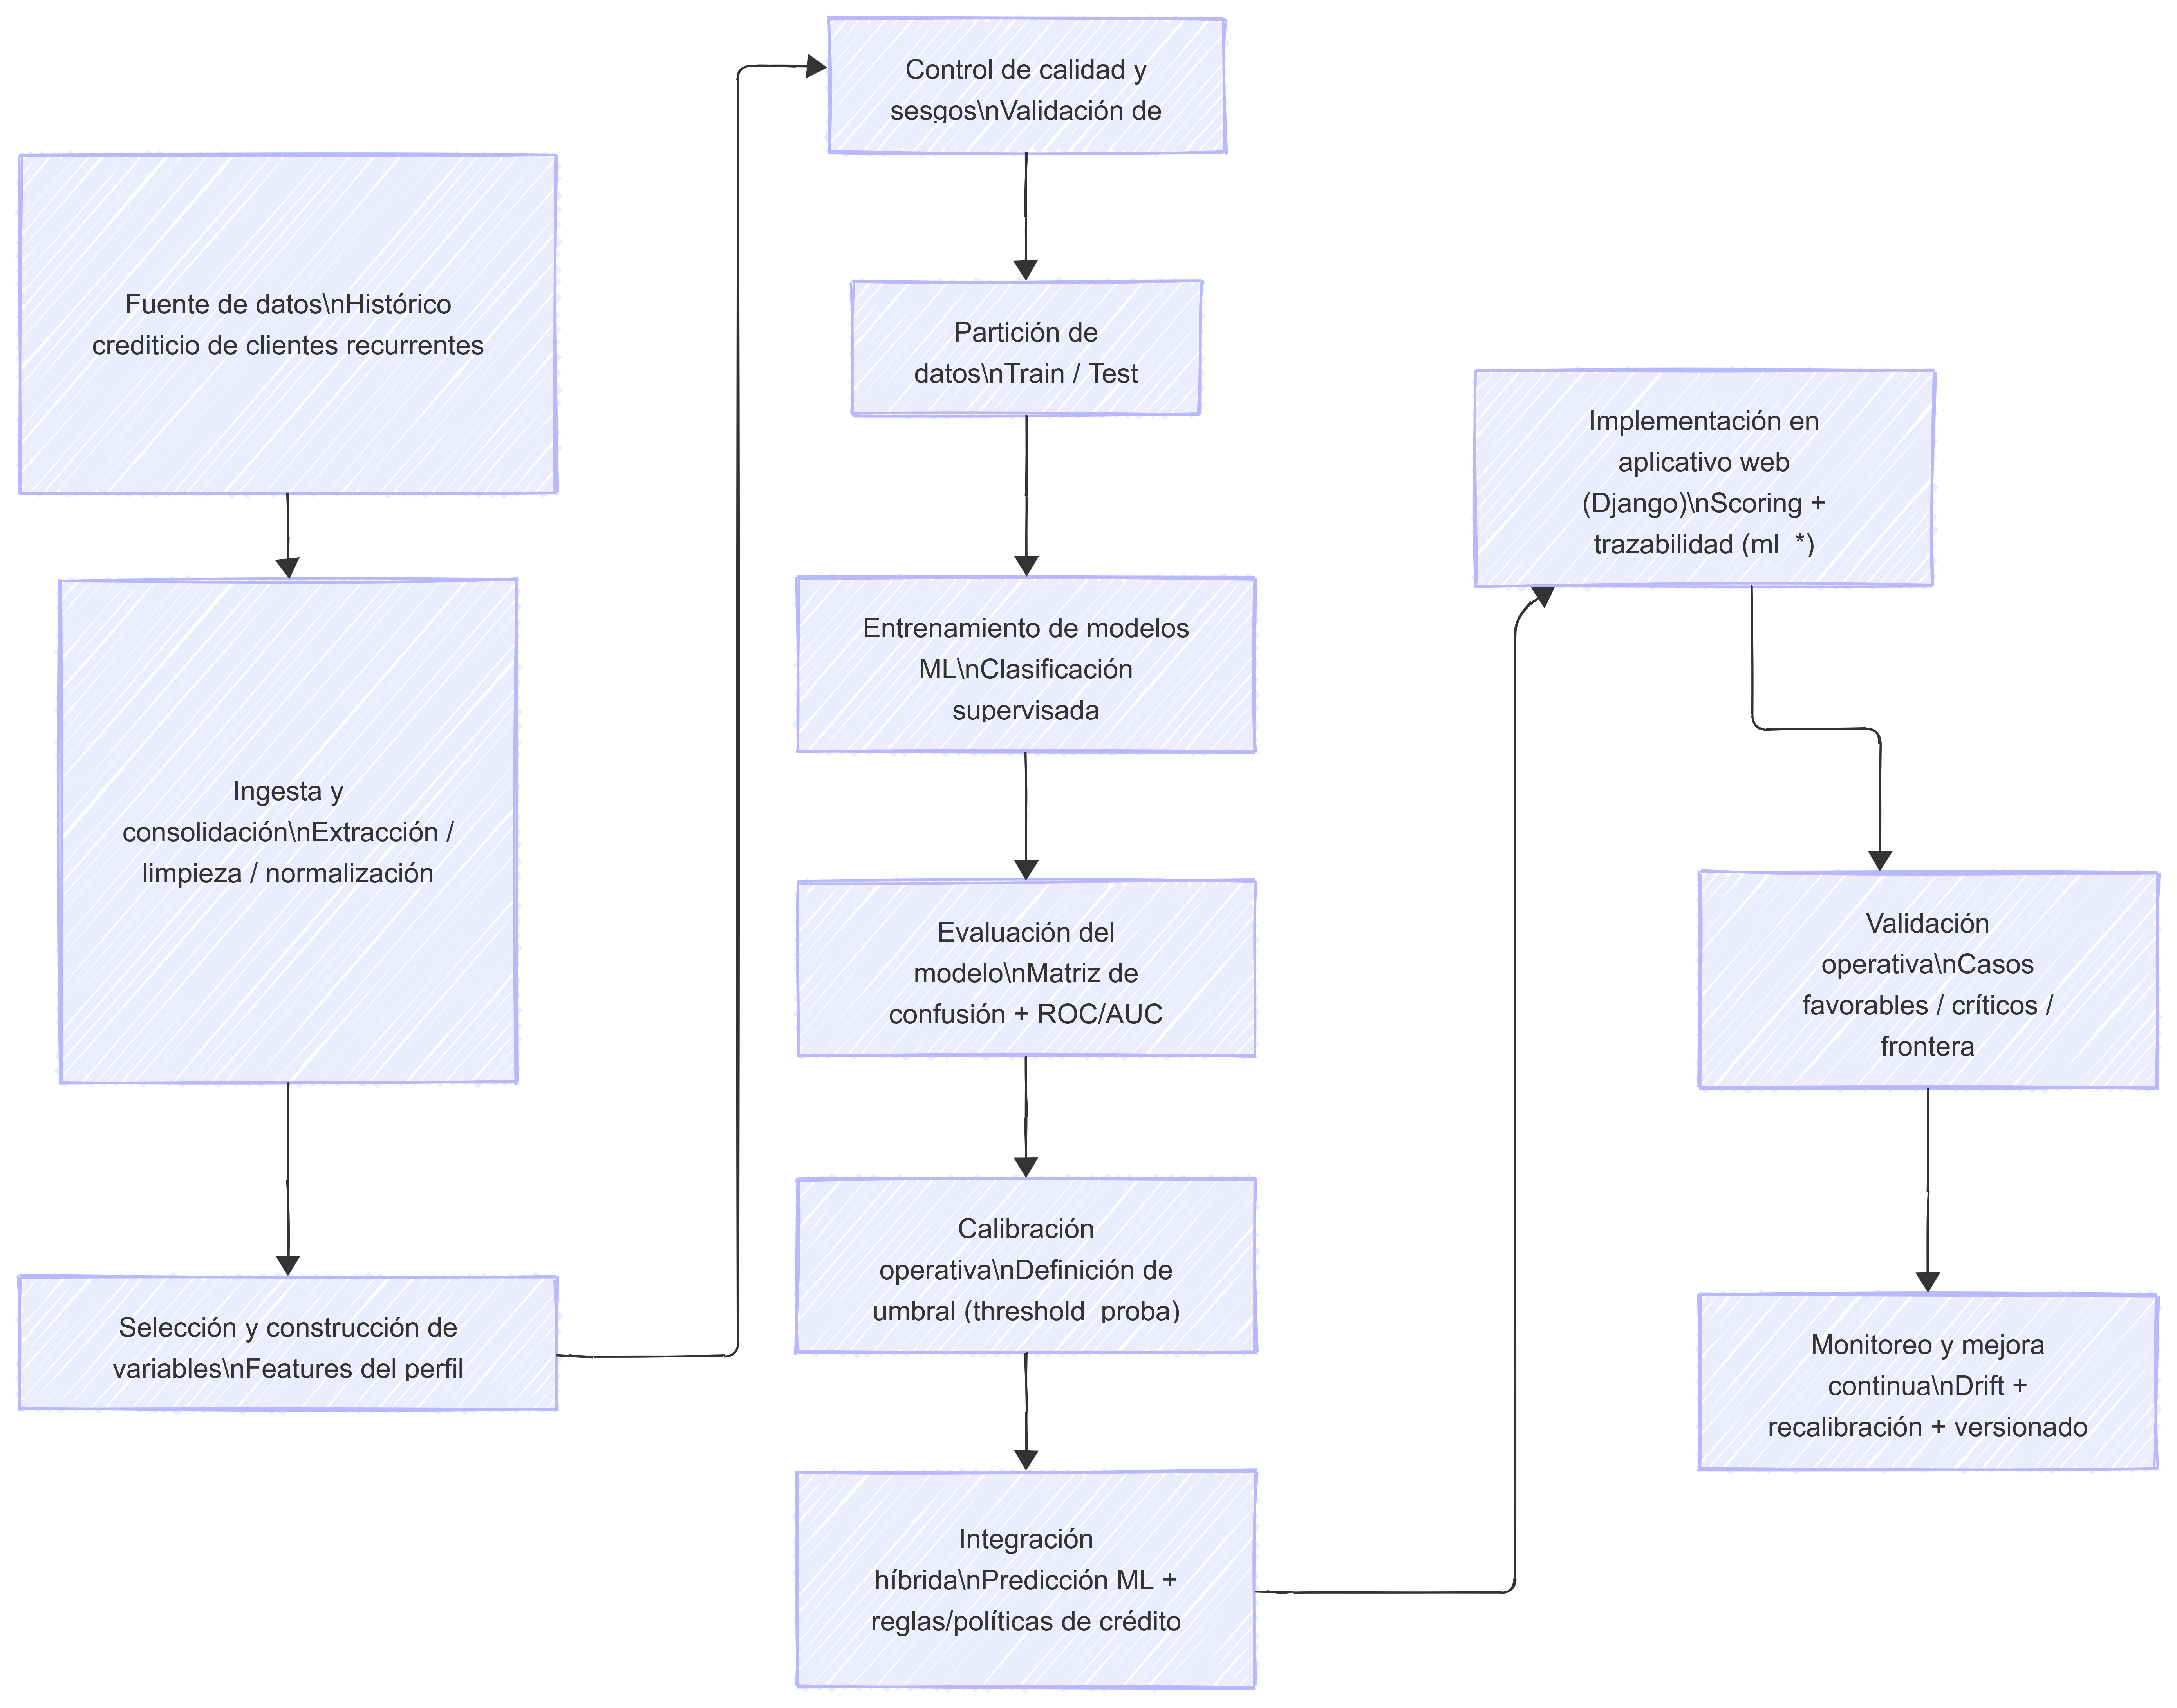 Fuente de datos\nHistórico
crediticio de clientes recurrentes
Ingesta y
consolidación\nExtracción /
limpieza / normalización
Selección y construcción de
variables\nFeatures del perfil
Control de calidad y
sesgos\nValidación de
Partición de
datos\nTrain / Test
Entrenamiento de modelos
ML\nClasificación
supervisada
Evaluación del
modelo\nMatriz de
confusión + ROC/AUC
Calibración
operativa\nDefinición de
umbral (threshold_proba)
Integración
híbrida\nPredicción ML +
reglas/políticas de crédito
Implementación en
aplicativo web
(Django)\nScoring +
trazabilidad (ml_*)
Validación
operativa\nCasos
favorables / críticos /
frontera
Monitoreo y mejora
continua\nDrift +
recalibración + versionado